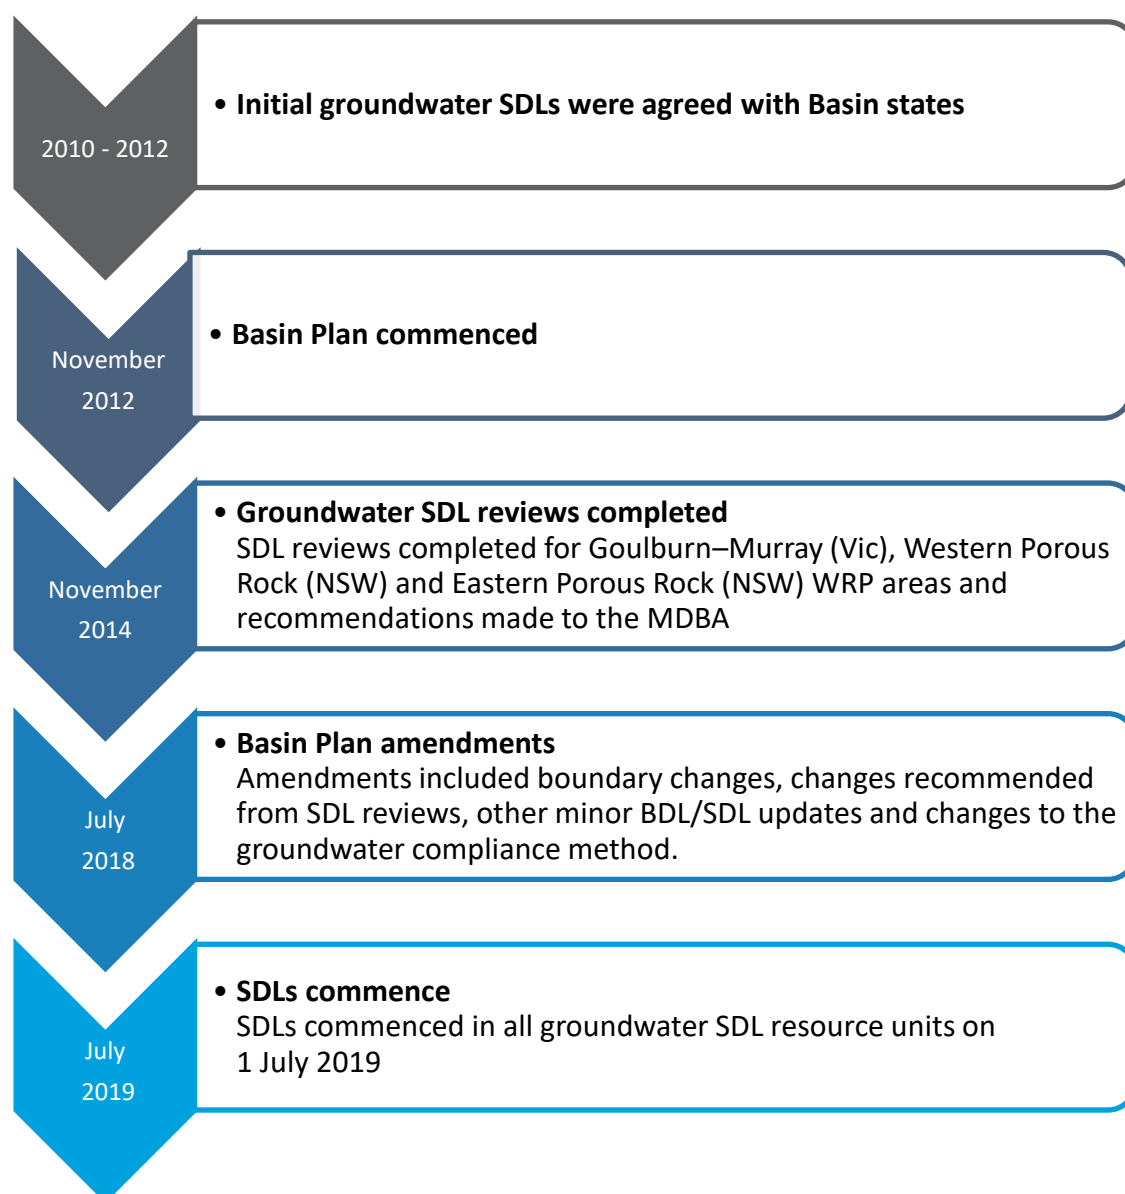 2010 - 2012
• Initial groundwater SDLs were agreed with Basin states
November
2012
• Basin Plan commenced
November
2014
• Groundwater SDL reviews completed
SDL reviews completed for Goulburn–Murray (Vic), Western Porous
Rock (NSW) and Eastern Porous Rock (NSW) WRP areas and
recommendations made to the MDBA
July
2018
• Basin Plan amendments
Amendments included boundary changes, changes recommended
from SDL reviews, other minor BDL/SDL updates and changes to the
groundwater compliance method.
July
2019
• SDLs commence
SDLs commenced in all groundwater SDL resource units on
1 July 2019